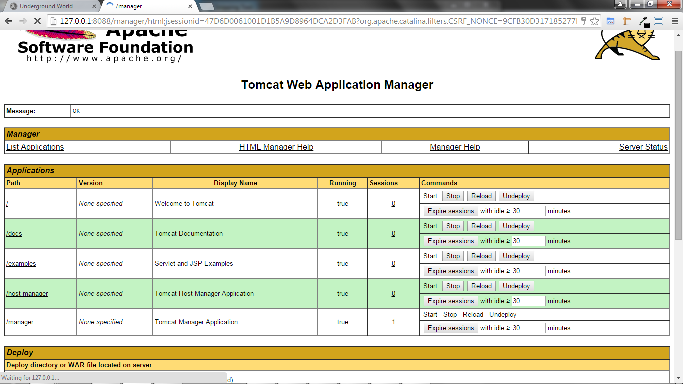 Underground World
/manager
127.0.0.1:8088/manager/html;jsessionid=47D6D0061001D1B5A9D8964DCA2D3FAB?org.apache.catalina.filters.CSRF_NONCE=
Apache
Software Foundation
http://www.apache.org/
Tomcat Web Application Manager
Message: OK
Manager
List Applications HTML Manager Help Manager Help Server Status
Applications
Path Version Display Name Running Sessions Commands
/ None specified Welcome to Tomcat true 0 Start Stop Reload Undeploy
Expire sessions with idle ≥ 30 minutes
/docs None specified Tomcat Documentation true 0 Start Stop Reload Undeploy
Expire sessions with idle ≥ 30 minutes
/examples None specified Servlet and JSP Examples true 0 Start Stop Reload Undeploy
Expire sessions with idle ≥ 30 minutes
/host-manager None specified Tomcat Host Manager Application true 0 Start Stop Reload Undeploy
Expire sessions with idle ≥ 30 minutes
/manager None specified Tomcat Manager Application true 1 Start Stop Reload Undeploy
Expire sessions with idle ≥ 30 minutes
Deploy
Deploy directory or WAR file located on server
Waiting for 127.0.0.1...